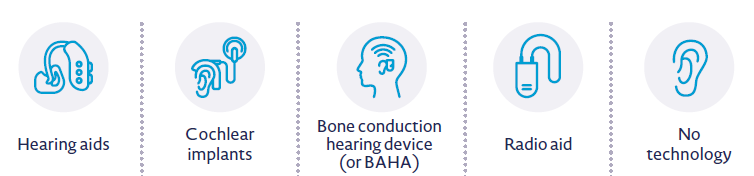 Hearing aids
Cochlear
implants
Bone conduction
hearing device
(or BAHA)
Radio aid
No
technology